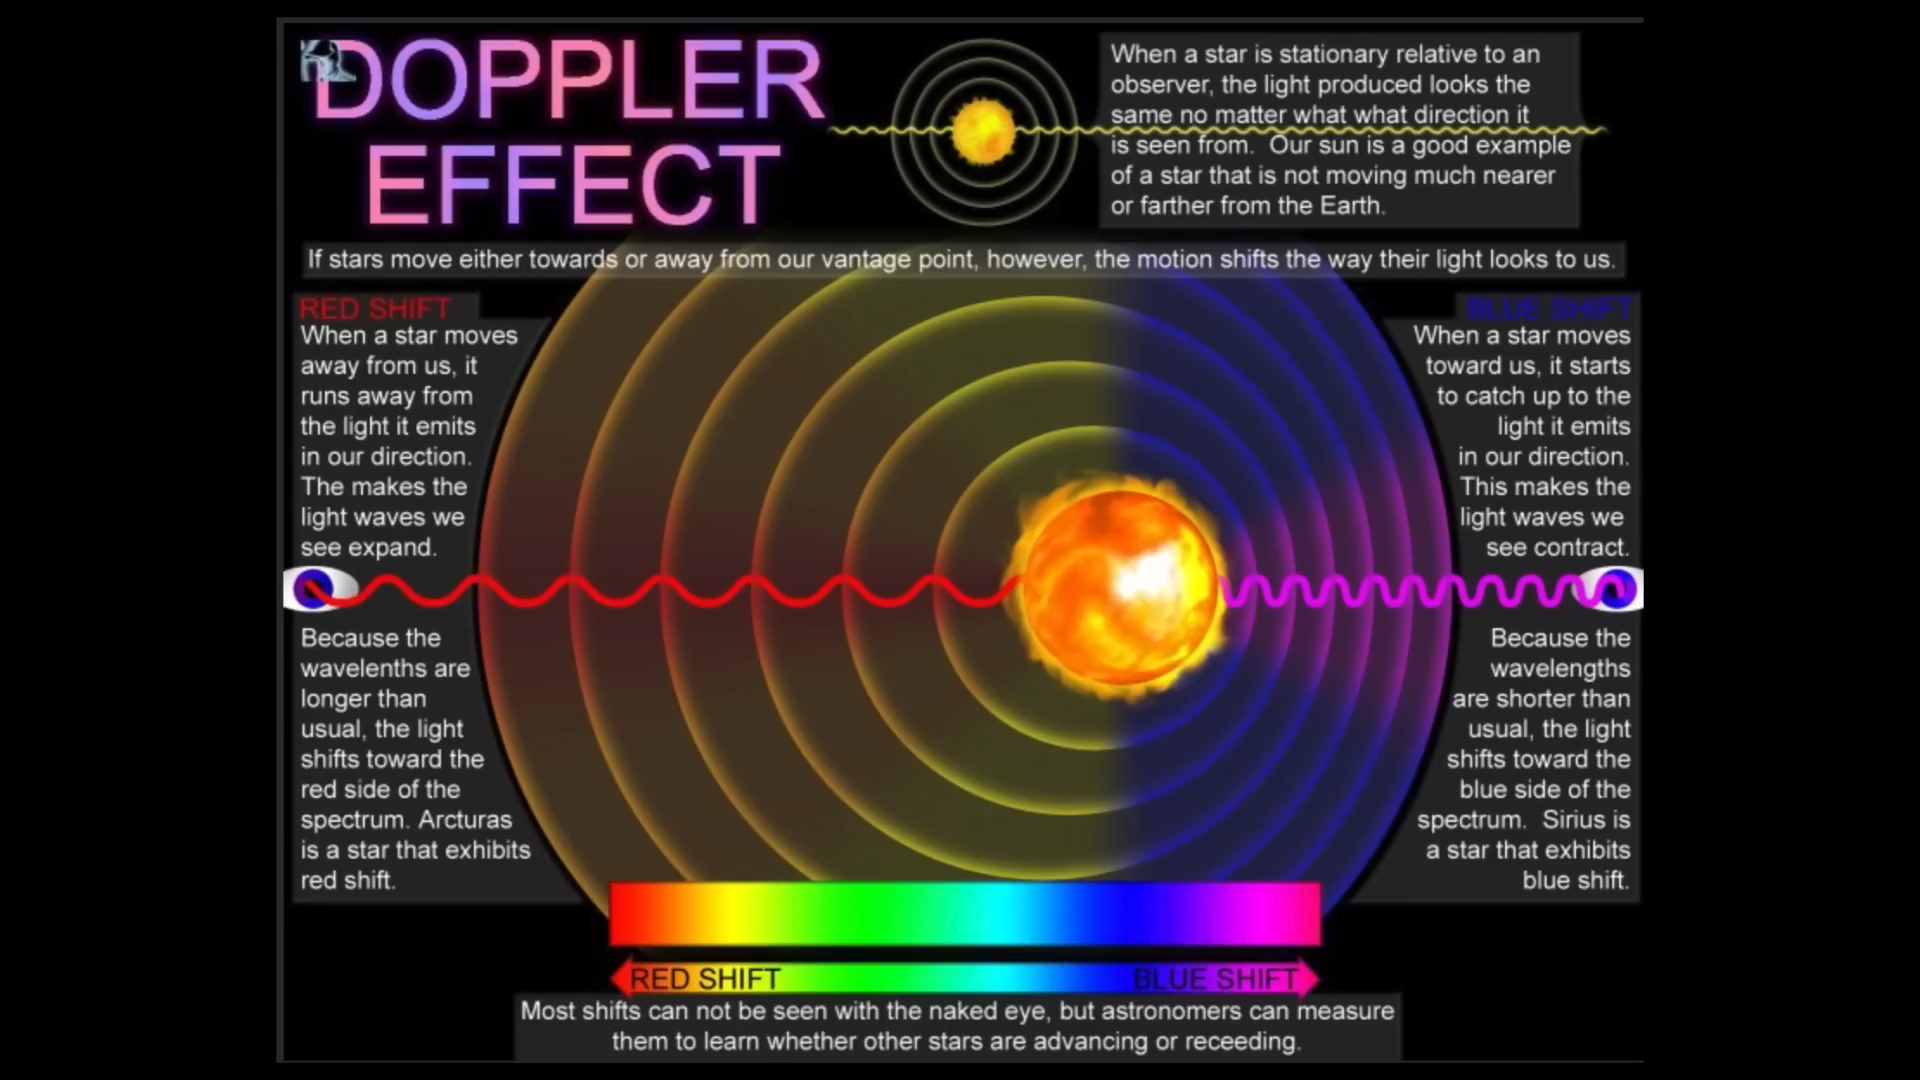 DOPPLER
EFFECT
When a star is stationary relative to an
observer, the light produced looks the
same no matter what what direction it
is seen from. Our sun is a good example
of a star that is not moving much nearer
or farther from the Earth.
If stars move either towards or away from our vantage point, however, the motion shifts the way their light looks to us.
RED SHIFT
When a star moves
away from us, it
runs away from
the light it emits
in our direction.
The makes the
light waves we
see expand.
Because the
wavelenths are
longer than
usual, the light
shifts toward the
red side of the
spectrum. Arcturas
is a star that exhibits
red shift.
BLUE SHIFT
When a star moves
toward us, it starts
to catch up to the
light it emits
in our direction.
This makes the
light waves we
see contract.
Because the
wavelengths
are shorter than
usual, the light
shifts toward the
blue side of the
spectrum. Sirius is
a star that exhibits
blue shift.
RED SHIFT BLUE SHIFT
Most shifts can not be seen with the naked eye, but astronomers can measure
them to learn whether other stars are advancing or receeding.